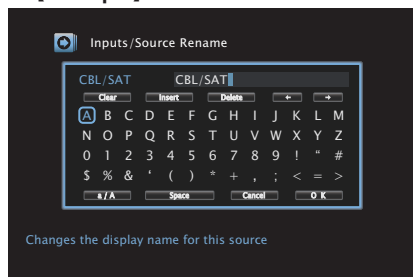 Inputs/Source Rename
CBL/SAT CBL/SAT
Clear Insert Delete ← →
A B C D E F G H I J K L M
N O P Q R S T U V W X Y Z
0 1 2 3 4 5 6 7 8 9 ! “ #
$ % & ‘ ( ) * + , ; < = >
a / A Space Cancel O K
Changes the display name for this source